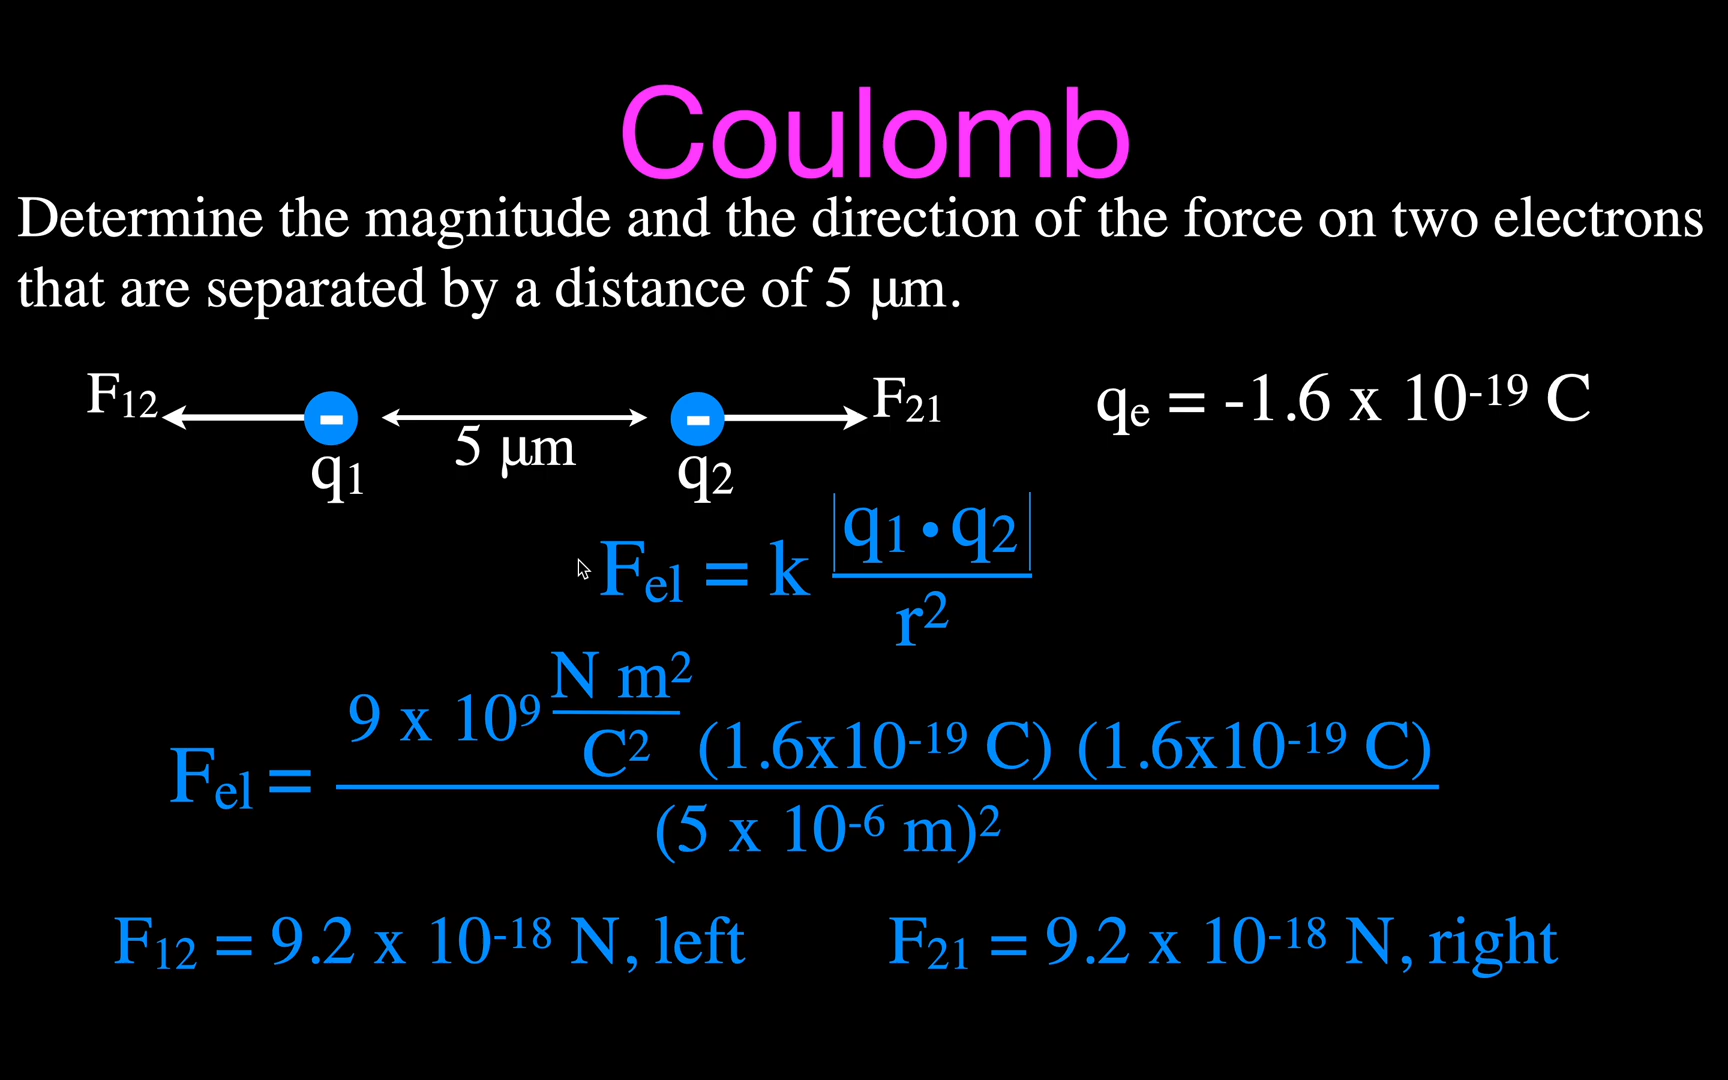 Coulomb
Determine the magnitude and the direction of the force on two electrons
that are separated by a distance of 5 μm.
F₁₂ - 5 μm - F₂₁ qₑ = -1.6 x 10⁻¹⁹ C
q₁ q₂
Fₑₗ = k |q₁ • q₂| / r²
Fₑₗ = 9 x 10⁹ N m² / C² (1.6x10⁻¹⁹ C) (1.6x10⁻¹⁹ C) / (5 x 10⁻⁶ m)²
F₁₂ = 9.2 x 10⁻¹⁸ N, left F₂₁ = 9.2 x 10⁻¹⁸ N, right